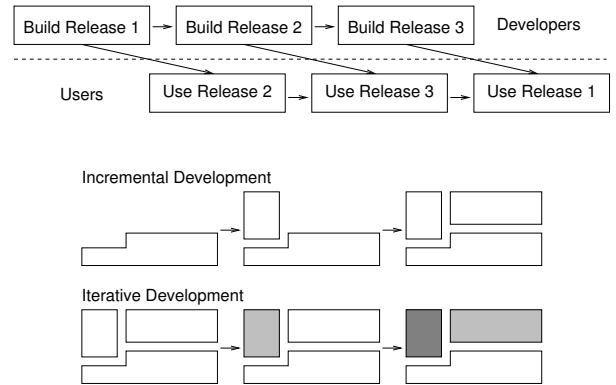 Build Release 1 Build Release 2 Build Release 3 Developers
Users Use Release 2 Use Release 3 Use Release 1
Incremental Development
Iterative Development